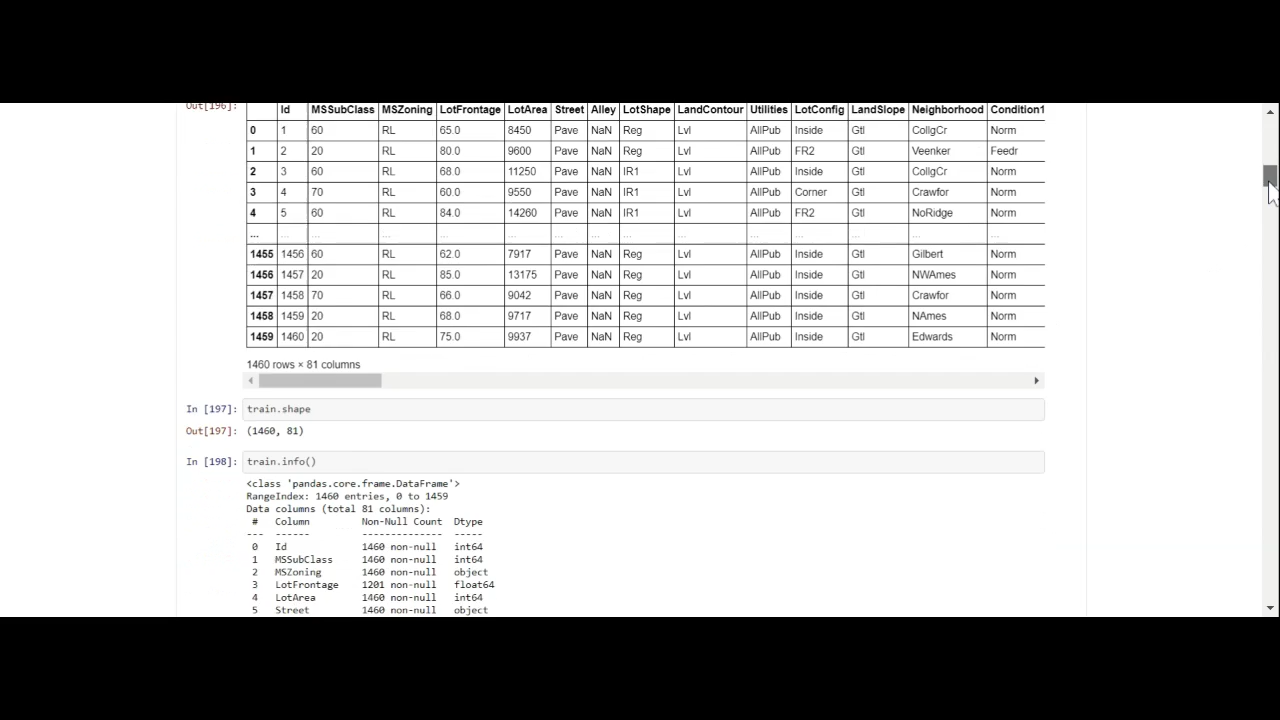 Out[196]:
Id MSSubClass MSZoning LotFrontage LotArea Street Alley LotShape LandContour Utilities LotConfig LandSlope Neighborhood Condition1
0 1 60 RL 65.0 8450 Pave NaN Reg Lvl AllPub Inside Gtl CollgCr Norm
1 2 20 RL 80.0 9600 Pave NaN Reg Lvl AllPub FR2 Gtl Veenker Feedr
2 3 60 RL 68.0 11250 Pave NaN IR1 Lvl AllPub Inside Gtl CollgCr Norm
3 4 70 RL 60.0 9550 Pave NaN IR1 Lvl AllPub Corner Gtl Crawfor Norm
4 5 60 RL 84.0 14260 Pave NaN IR1 Lvl AllPub FR2 Gtl NoRidge Norm
... ... ... ... ... ... ... ... ... ... ... ... ... ... ...
1455 1456 60 RL 62.0 7917 Pave NaN Reg Lvl AllPub Inside Gtl Gilbert Norm
1456 1457 20 RL 85.0 13175 Pave NaN Reg Lvl AllPub Inside Gtl NWAmes Norm
1457 1458 70 RL 66.0 9042 Pave NaN Reg Lvl AllPub Inside Gtl Crawfor Norm
1458 1459 20 RL 68.0 9717 Pave NaN Reg Lvl AllPub Inside Gtl NAmes Norm
1459 1460 20 RL 75.0 9937 Pave NaN Reg Lvl AllPub Inside Gtl Edwards Norm
1460 rows × 81 columns
In [197]: train.shape
Out[197]: (1460, 81)
In [198]: train.info()
<class 'pandas.core.frame.DataFrame'>
RangeIndex: 1460 entries, 0 to 1459
Data columns (total 81 columns):
# Column Non-Null Count Dtype
--- ------ -------------- -----
0 Id 1460 non-null int64
1 MSSubClass 1460 non-null int64
2 MSZoning 1460 non-null object
3 LotFrontage 1201 non-null float64
4 LotArea 1460 non-null int64
5 Street 1460 non-null object